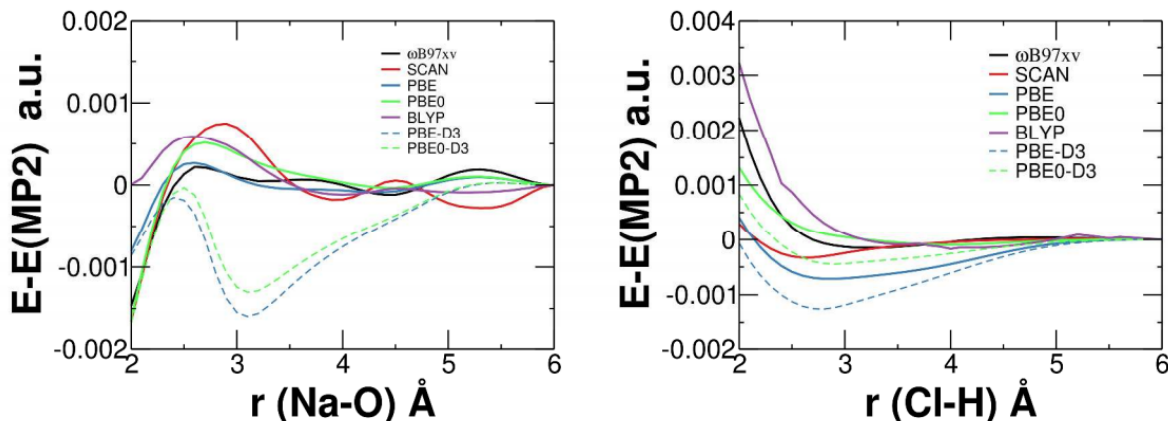 E-E(MP2) a.u.
0.002
0.001
0
-0.001
-0.002
2
3
4
5
6
r (Na-O) Å
ωB97xv
SCAN
PBE
PBE0
BLYP
PBE-D3
PBE0-D3
E-E(MP2) a.u.
0.004
0.003
0.002
0.001
0
-0.001
-0.002
2
3
4
5
6
r (Cl-H) Å
ωB97xv
SCAN
PBE
PBE0
BLYP
PBE-D3
PBE0-D3